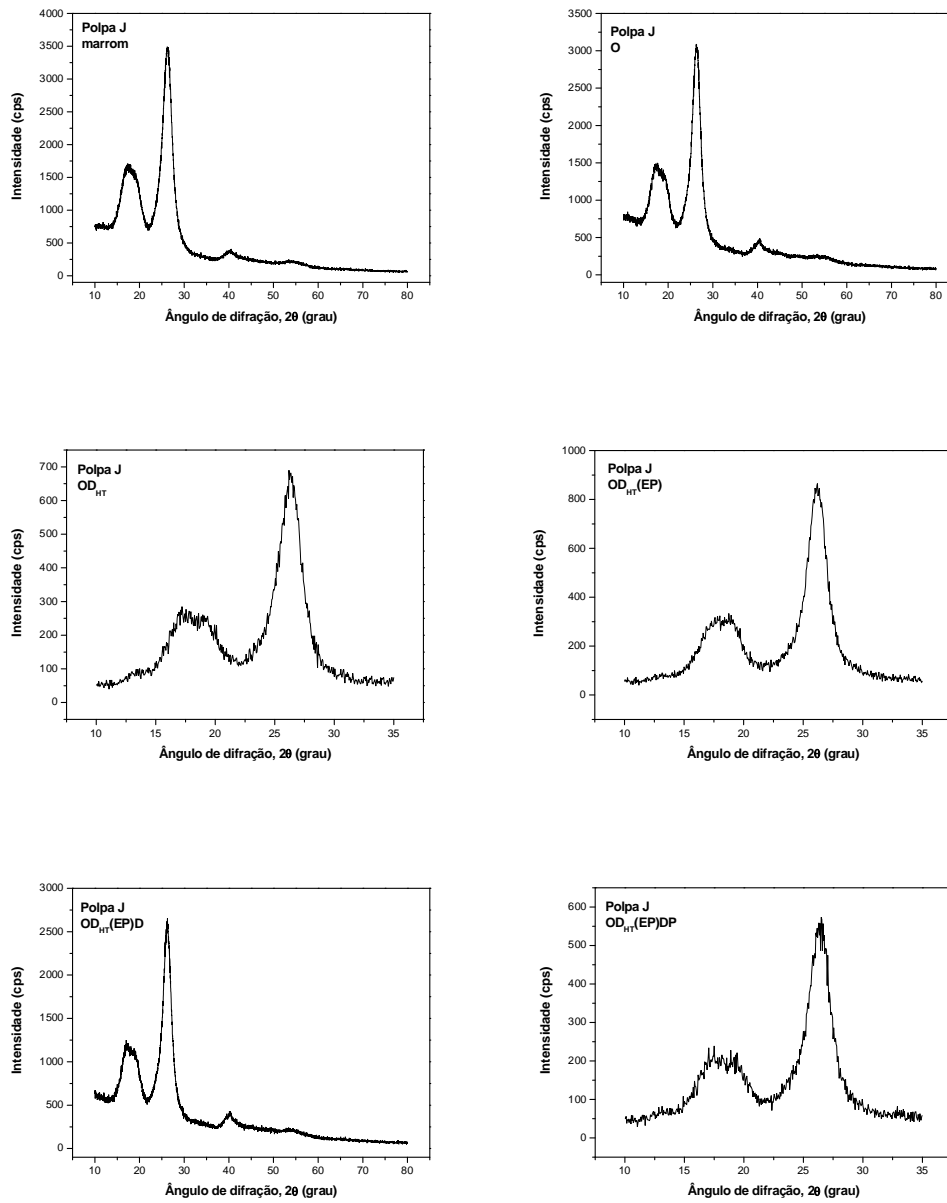 Polpa J
marrom
4000
3500
3000
2500
2000
1500
1000
500
0
10 20 30 40 50 60 70 80
Intensidade (cps)
Ângulo de difração, 2θ (grau)
Polpa J
O
3500
3000
2500
2000
1500
1000
500
0
10 20 30 40 50 60 70 80
Intensidade (cps)
Ângulo de difração, 2θ (grau)
Polpa J
OD_HT
700
600
500
400
300
200
100
0
10 15 20 25 30 35
Intensidade (cps)
Ângulo de difração, 2θ (grau)
Polpa J
OD_HT(EP)
1000
800
600
400
200
0
10 15 20 25 30 35
Intensidade (cps)
Ângulo de difração, 2θ (grau)
Polpa J
OD_HT(EP)D
3000
2500
2000
1500
1000
500
0
10 20 30 40 50 60 70 80
Intensidade (cps)
Ângulo de difração, 2θ (grau)
Polpa J
OD_HT(EP)DP
600
500
400
300
200
100
0
10 15 20 25 30 35
Intensidade (cps)
Ângulo de difração, 2θ (grau)